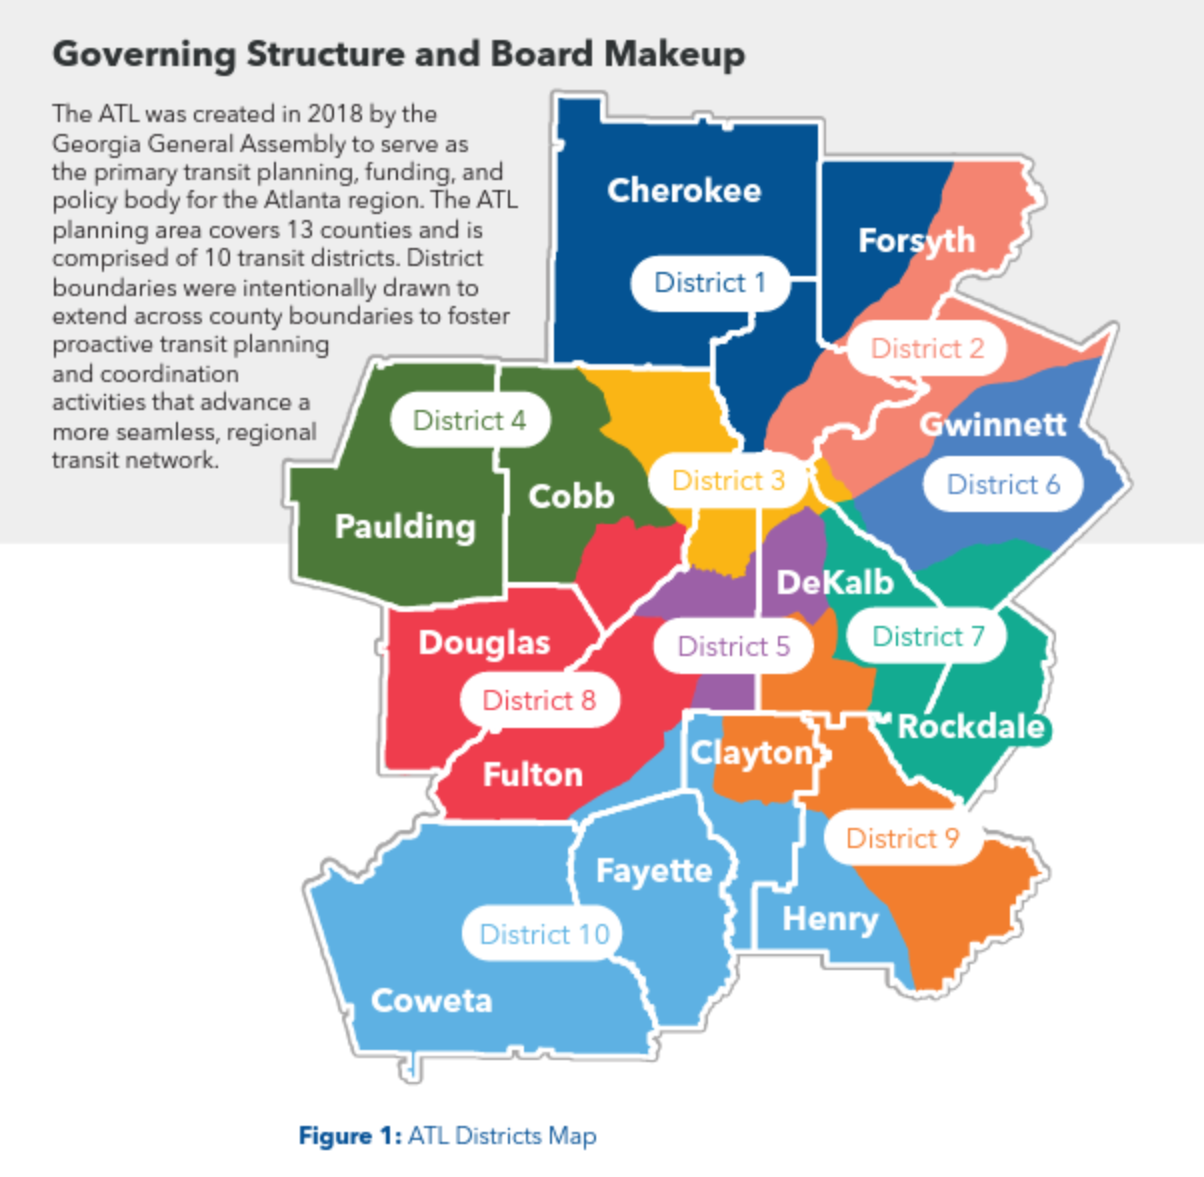 Governing Structure and Board Makeup
The ATL was created in 2018 by the
Georgia General Assembly to serve as
the primary transit planning, funding, and
policy body for the Atlanta region. The ATL
planning area covers 13 counties and is
comprised of 10 transit districts. District
boundaries were intentionally drawn to
extend across county boundaries to foster
proactive transit planning
and coordination
activities that advance a
more seamless, regional
transit network.
Cherokee
Forsyth
District 1
District 2
District 4
Gwinnett
District 3
District 6
Cobb
Paulding
DeKalb
Douglas
District 5
District 7
District 8
Rockdale
Clayton
Fulton
District 9
Fayette
Henry
District 10
Coweta
Figure 1: ATL Districts Map